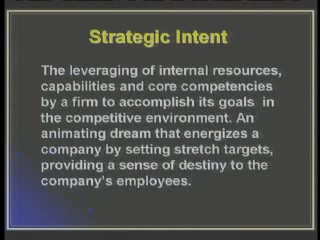 Strategic Intent
The leveraging of internal resources,
capabilities and core competencies
by a firm to accomplish its goals in
the competitive environment. An
animating dream that energizes a
company by setting stretch targets,
providing a sense of destiny to the
company's employees.